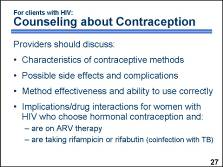 For clients with HIV:
Counseling about Contraception
Providers should discuss:
• Characteristics of contraceptive methods
• Possible side effects and complications
• Method effectiveness and ability to use correctly
• Implications/drug interactions for women with
HIV who choose hormonal contraception and:
– are on ARV therapy
– are taking rifampicin or rifabutin (coinfection with TB)
27